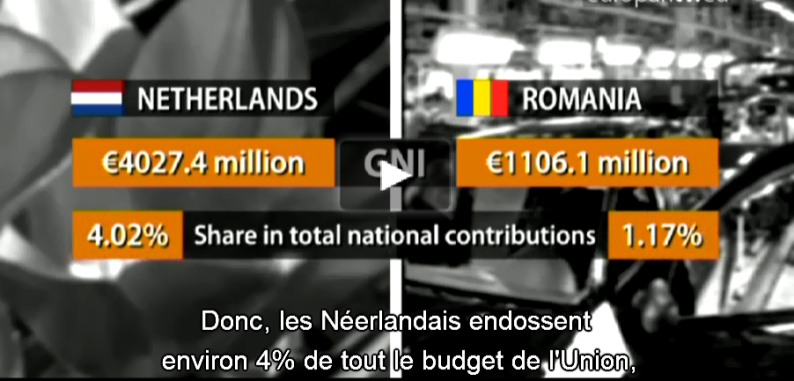 NETHERLANDS
ROMANIA
€4027.4 million
GNI
€1106.1 million
4.02%
Share in total national contributions
1.17%
Donc, les Néerlandais endossent
environ 4% de tout le budget de l'Union,